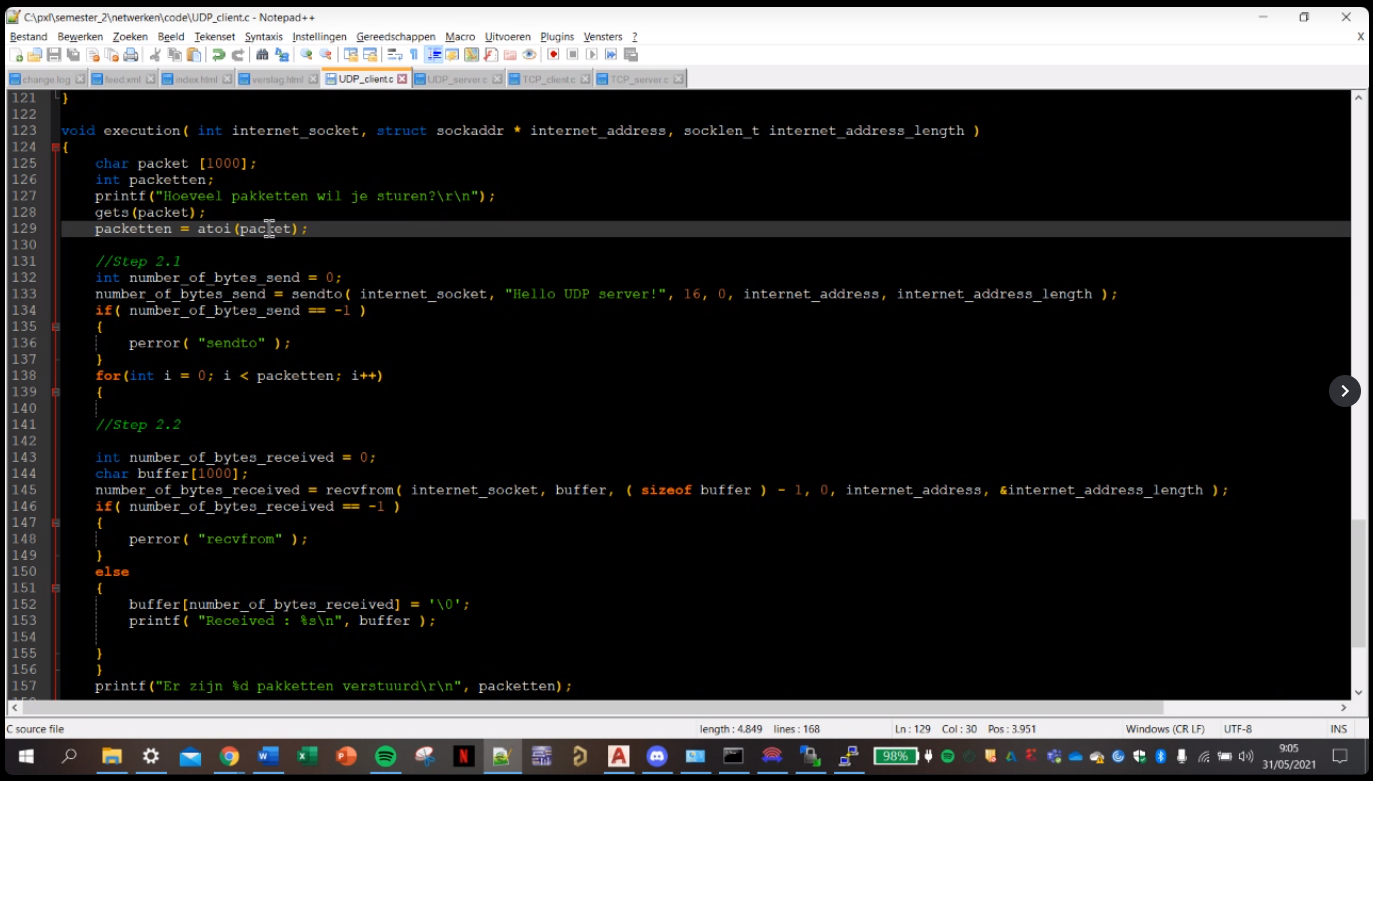 C:\pxl\semester_2\netwerken\code\UDP_client.c - Notepad++
Bestand Bewerken Zoeken Beeld Tekenset Syntaxis Instellingen Gereedschappen Macro Uitvoeren Plugins Vensters ? X
change.log feed.xml index.html verslag.html UDP_client.c UDP_server.c TCP_client.c TCP_server.c
121 }
122
123 void execution( int internet_socket, struct sockaddr * internet_address, socklen_t internet_address_length )
124 {
125 char packet [1000];
126 int packetten;
127 printf("Hoeveel pakketten wil je sturen?\r\n");
128 gets(packet);
129 packetten = atoi(packet);
130
131 //Step 2.1
132 int number_of_bytes_send = 0;
133 number_of_bytes_send = sendto( internet_socket, "Hello UDP server!", 16, 0, internet_address, internet_address_length );
134 if( number_of_bytes_send == -1 )
135 {
136 perror( "sendto" );
137 }
138 for(int i = 0; i < packetten; i++)
139 {
140
141 //Step 2.2
142
143 int number_of_bytes_received = 0;
144 char buffer[1000];
145 number_of_bytes_received = recvfrom( internet_socket, buffer, ( sizeof buffer ) - 1, 0, internet_address, &internet_address_length );
146 if( number_of_bytes_received == -1 )
147 {
148 perror( "recvfrom" );
149 }
150 else
151 {
152 buffer[number_of_bytes_received] = '\0';
153 printf( "Received : %s\n", buffer );
154
155 }
156 }
157 printf("Er zijn %d pakketten verstuurd\r\n", packetten);
C source file length : 4.849 lines : 168 Ln : 129 Col : 30 Pos : 3.951 Windows (CR LF) UTF-8 INS
98% 9:05
31/05/2021